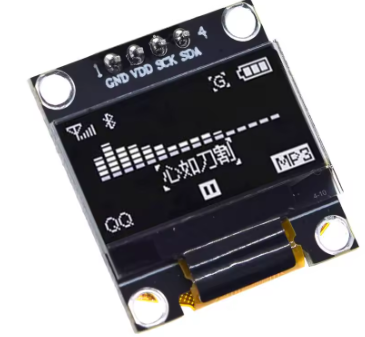 1 GND VDD SCK SDA 4
G
心如刀割
MP3
QQ